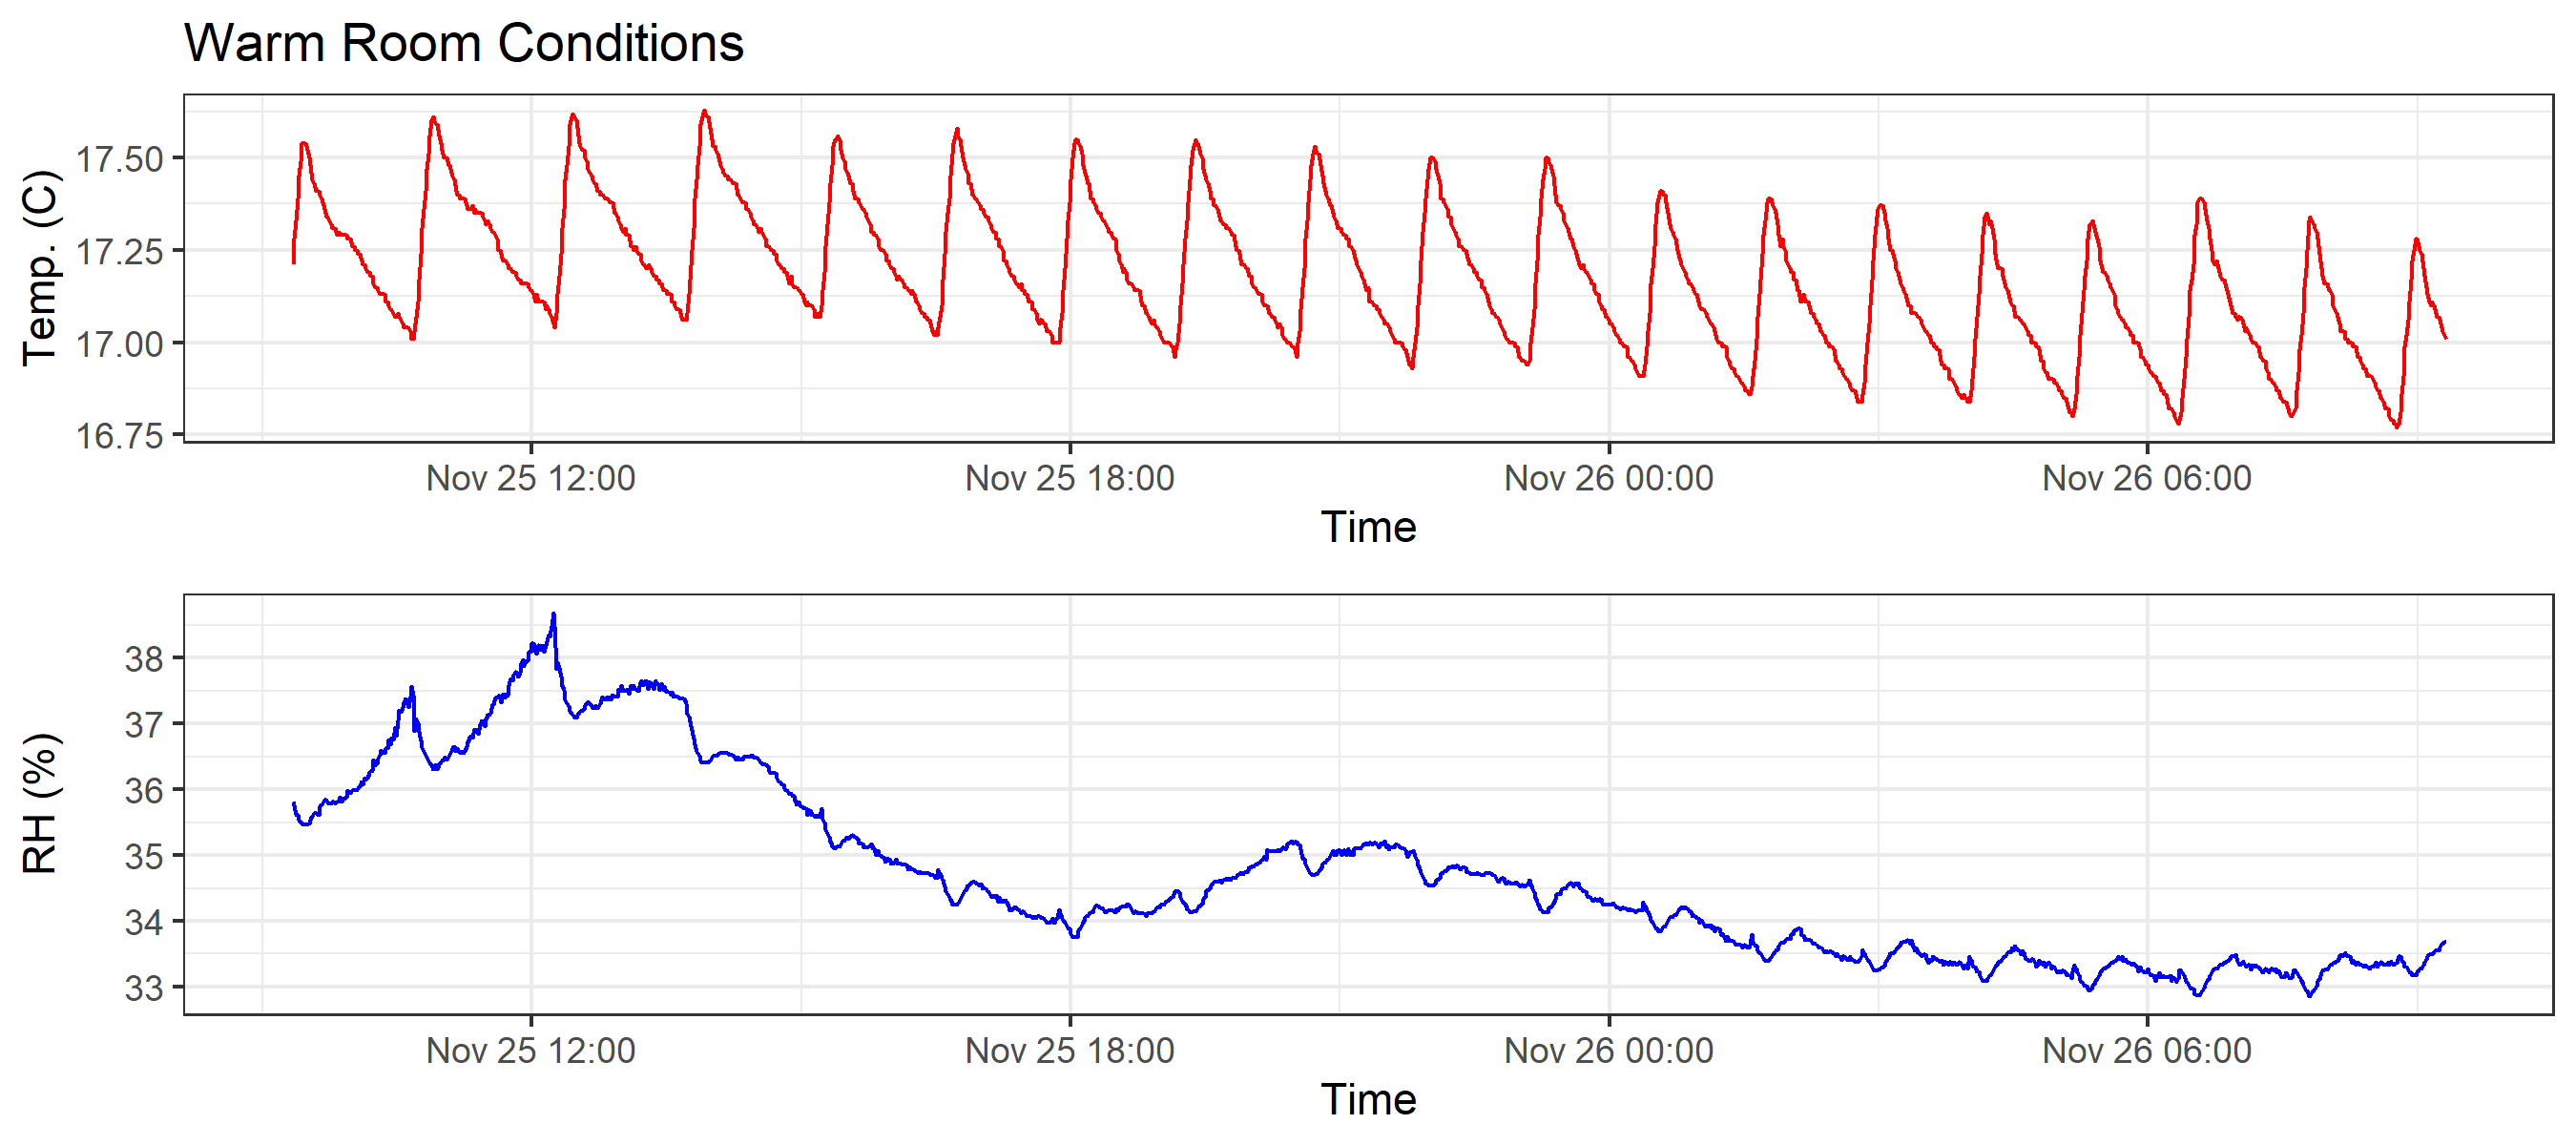 Warm Room Conditions
Temp. (C)
17.50
17.25
17.00
16.75
Nov 25 12:00 Nov 25 18:00 Nov 26 00:00 Nov 26 06:00
Time
RH (%)
38
37
36
35
34
33
Nov 25 12:00 Nov 25 18:00 Nov 26 00:00 Nov 26 06:00
Time